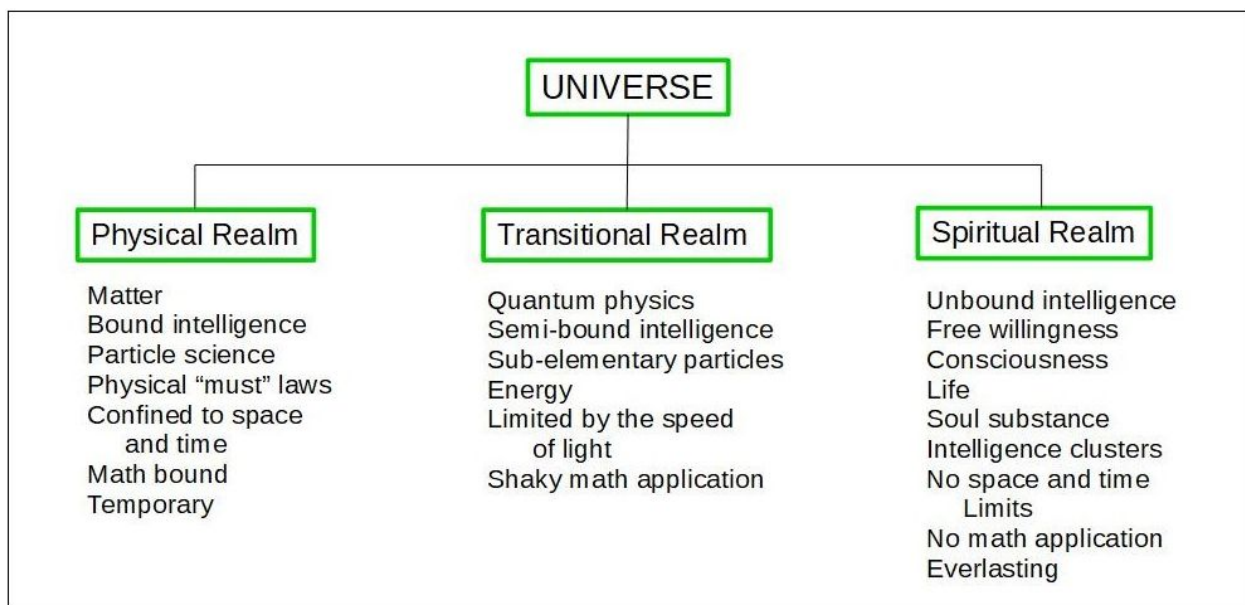 UNIVERSE
Physical Realm
Matter
Bound intelligence
Particle science
Physical “must” laws
Confined to space
and time
Math bound
Temporary
Transitional Realm
Quantum physics
Semi-bound intelligence
Sub-elementary particles
Energy
Limited by the speed
of light
Shaky math application
Spiritual Realm
Unbound intelligence
Free willingness
Consciousness
Life
Soul substance
Intelligence clusters
No space and time
Limits
No math application
Everlasting